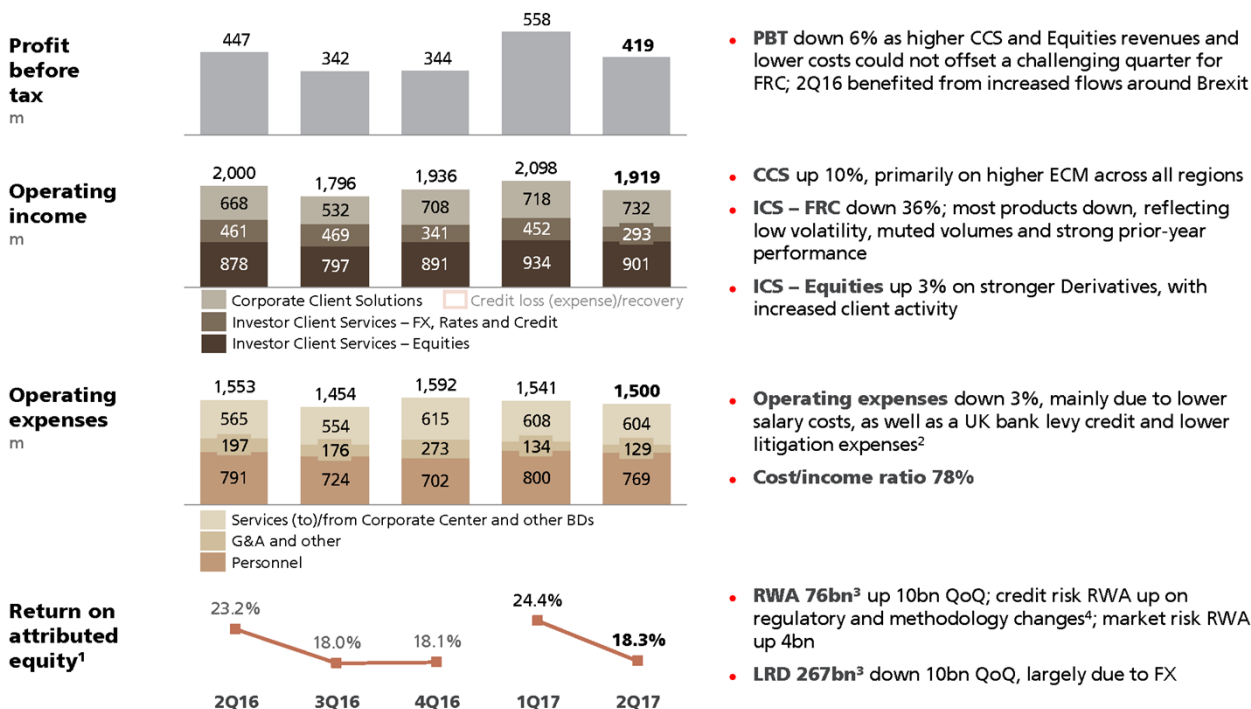 Profit
before
tax
m
447
342
344
558
419
• PBT down 6% as higher CCS and Equities revenues and
lower costs could not offset a challenging quarter for
FRC; 2Q16 benefited from increased flows around Brexit
Operating
income
m
2,000
1,796
1,936
2,098
1,919
668
532
708
718
732
461
469
341
452
293
878
797
891
934
901
Corporate Client Solutions
Credit loss (expense)/recovery
Investor Client Services – FX, Rates and Credit
Investor Client Services – Equities
• CCS up 10%, primarily on higher ECM across all regions
• ICS – FRC down 36%; most products down, reflecting
low volatility, muted volumes and strong prior-year
performance
• ICS – Equities up 3% on stronger Derivatives, with
increased client activity
Operating
expenses
m
1,553
1,454
1,592
1,541
1,500
565
554
615
608
604
197
176
273
134
129
791
724
702
800
769
Services (to)/from Corporate Center and other BDs
G&A and other
Personnel
• Operating expenses down 3%, mainly due to lower
salary costs, as well as a UK bank levy credit and lower
litigation expenses²
• Cost/income ratio 78%
Return on
attributed
equity¹
23.2%
18.0%
18.1%
24.4%
18.3%
2Q16
3Q16
4Q16
1Q17
2Q17
• RWA 76bn³ up 10bn QoQ; credit risk RWA up on
regulatory and methodology changes⁴; market risk RWA
up 4bn
• LRD 267bn³ down 10bn QoQ, largely due to FX